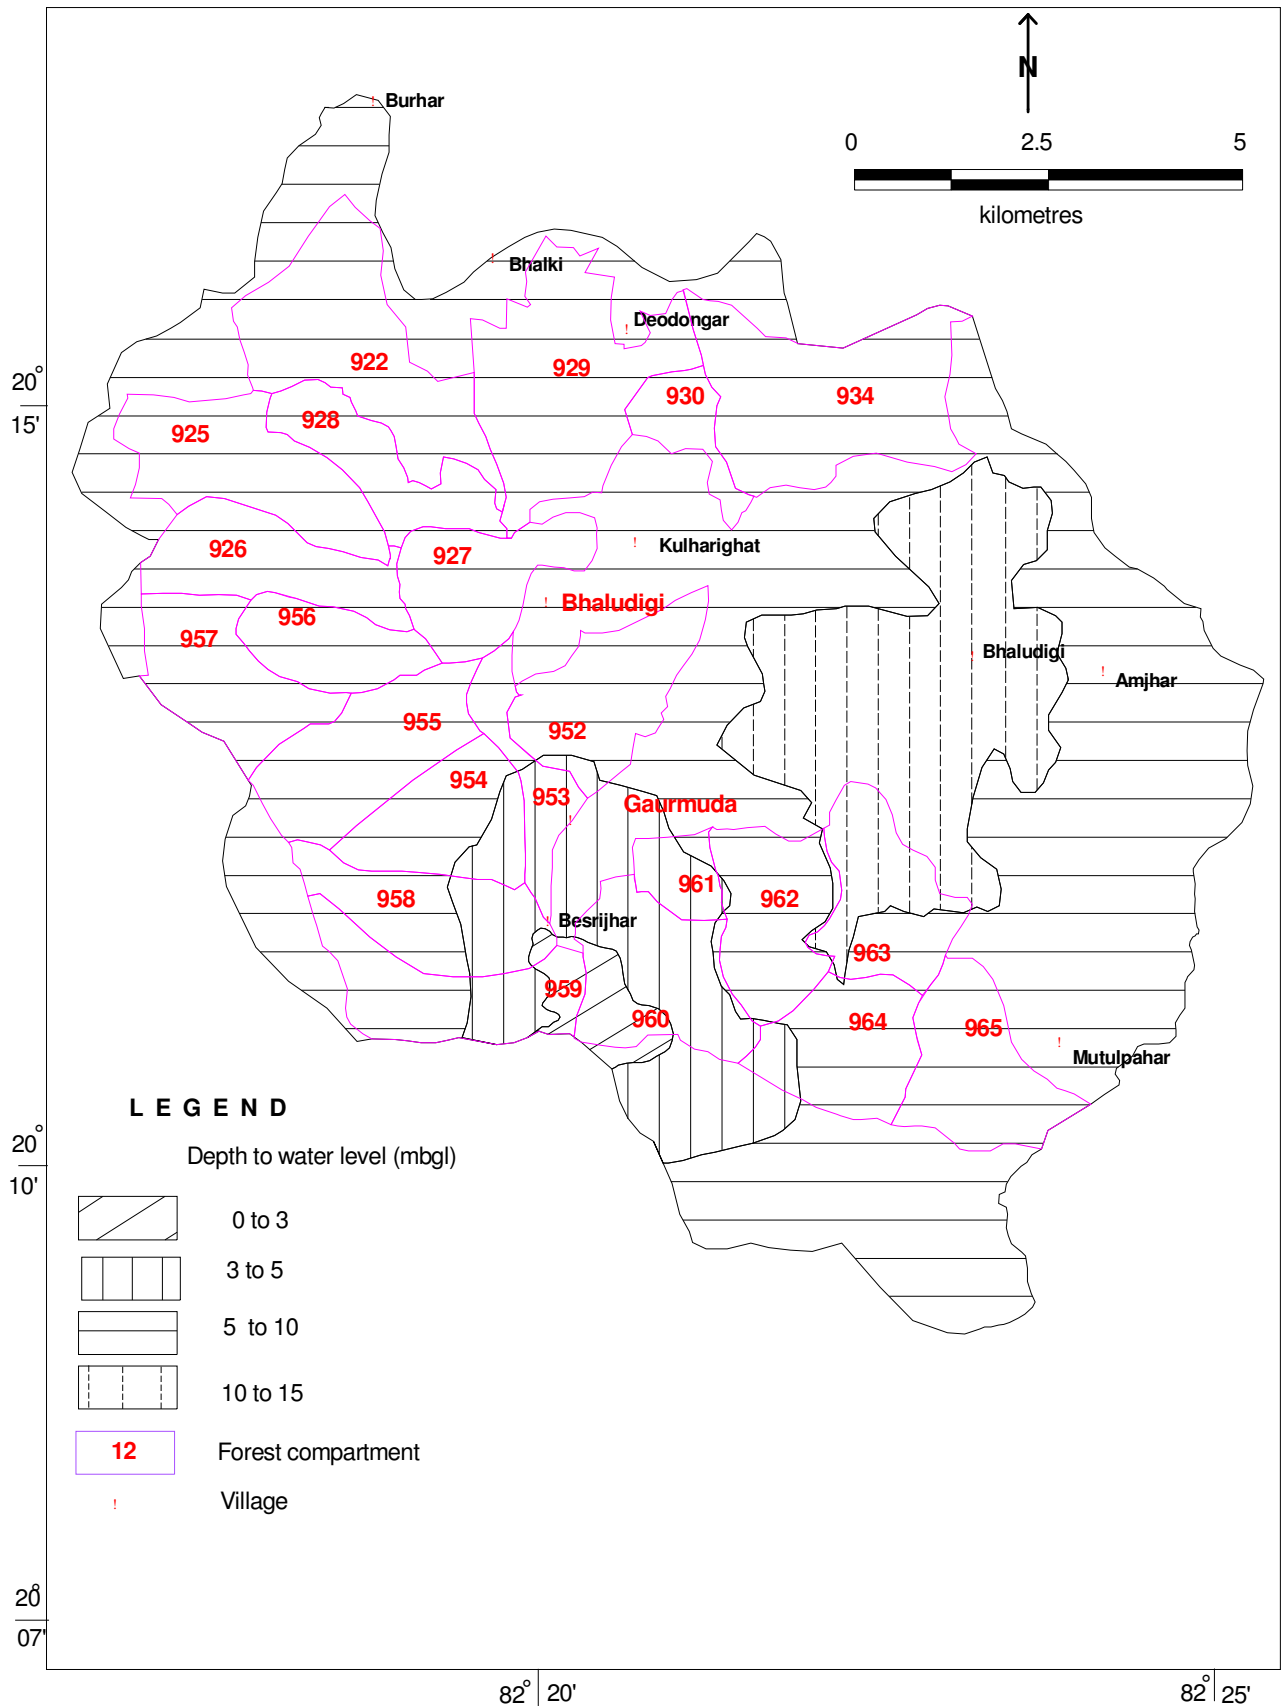 N
Burhar
0 2.5 5
kilometres
Bhalki
Deodongar
922 929
20°
15'
930 934
928
925
926 927 Kulharighat
Bhaludigi
956
957
Bhaludigi
Amjhar
955 952
954
953 Gaurmuda
961
958 962
Besrijhar
963
959
960 964 965
Mutulpahar
L E G E N D
20°
10'
Depth to water level (mbgl)
0 to 3
3 to 5
5 to 10
10 to 15
12 Forest compartment
! Village
20°
07'
82° 20' 82° 25'